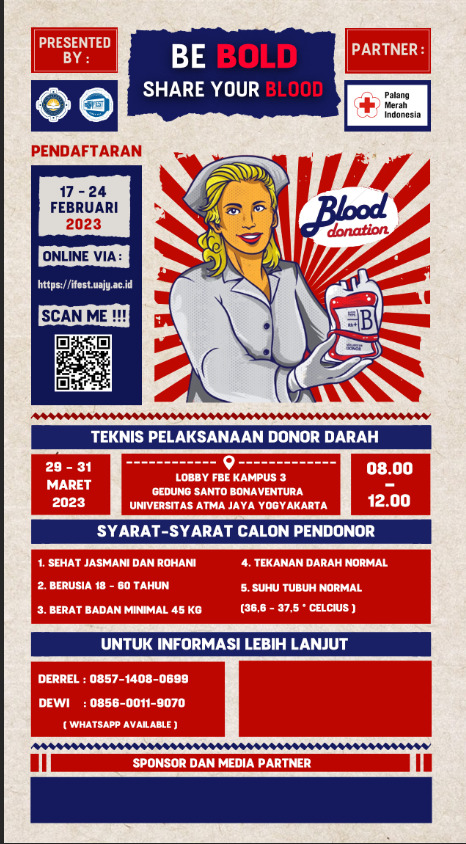 PRESENTED
BY :
BE BOLD
SHARE YOUR BLOOD
PARTNER :
Palang
Merah
Indonesia
PENDAFTARAN
17 - 24
FEBRUARI
2023
ONLINE VIA :
https://ifest.uajy.ac.id
SCAN ME !!!
Blood
donation
B
TEKNIS PELAKSANAAN DONOR DARAH
29 - 31
MARET
2023
LOBBY FBE KAMPUS 3
GEDUNG SANTO BONAVENTURA
UNIVERSITAS ATMA JAYA YOGYAKARTA
08.00
–
12.00
SYARAT-SYARAT CALON PENDONOR
1. SEHAT JASMANI DAN ROHANI
2. BERUSIA 18 - 60 TAHUN
3. BERAT BADAN MINIMAL 45 KG
4. TEKANAN DARAH NORMAL
5. SUHU TUBUH NORMAL
(36,6 - 37,5 ° CELCIUS )
UNTUK INFORMASI LEBIH LANJUT
DERREL : 0857-1408-0699
DEWI : 0856-0011-9070
( WHATSAPP AVAILABLE )
SPONSOR DAN MEDIA PARTNER